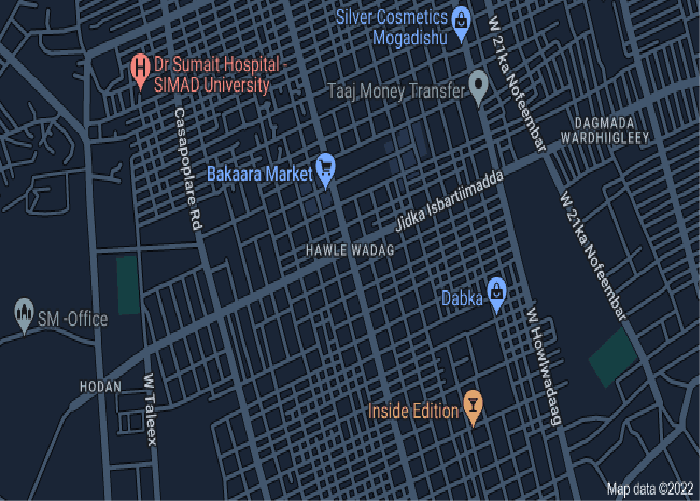 Silver Cosmetics
Mogadishu
W 21ka Nofeembar
Dr Sumait Hospital -
SIMAD University
Taaj Money Transfer
Casapoplare Rd
DAGMADA
WARDHIIGLEEY
Bakaara Market
Jidka Isbartiimadda
W 21ka Nofeembar
HAWLE WADAG
Dabka
SM -Office
W Howlwadaag
HODAN
W Taleex
Inside Edition
Map data ©2022